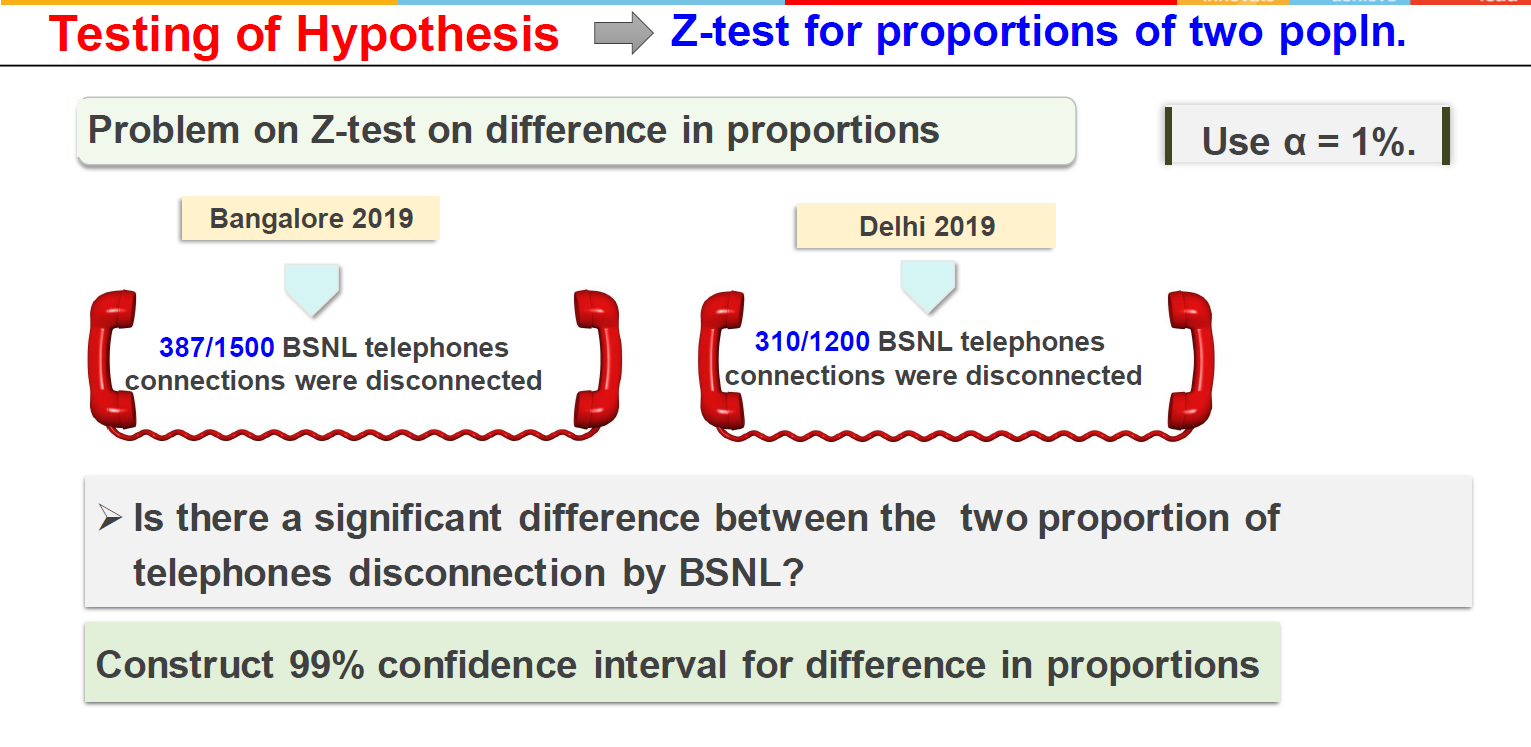 Testing of Hypothesis Z-test for proportions of two popln.
Problem on Z-test on difference in proportions
Use α = 1%.
Bangalore 2019
Delhi 2019
387/1500 BSNL telephones
connections were disconnected
310/1200 BSNL telephones
connections were disconnected
➢ Is there a significant difference between the two proportion of
telephones disconnection by BSNL?
Construct 99% confidence interval for difference in proportions